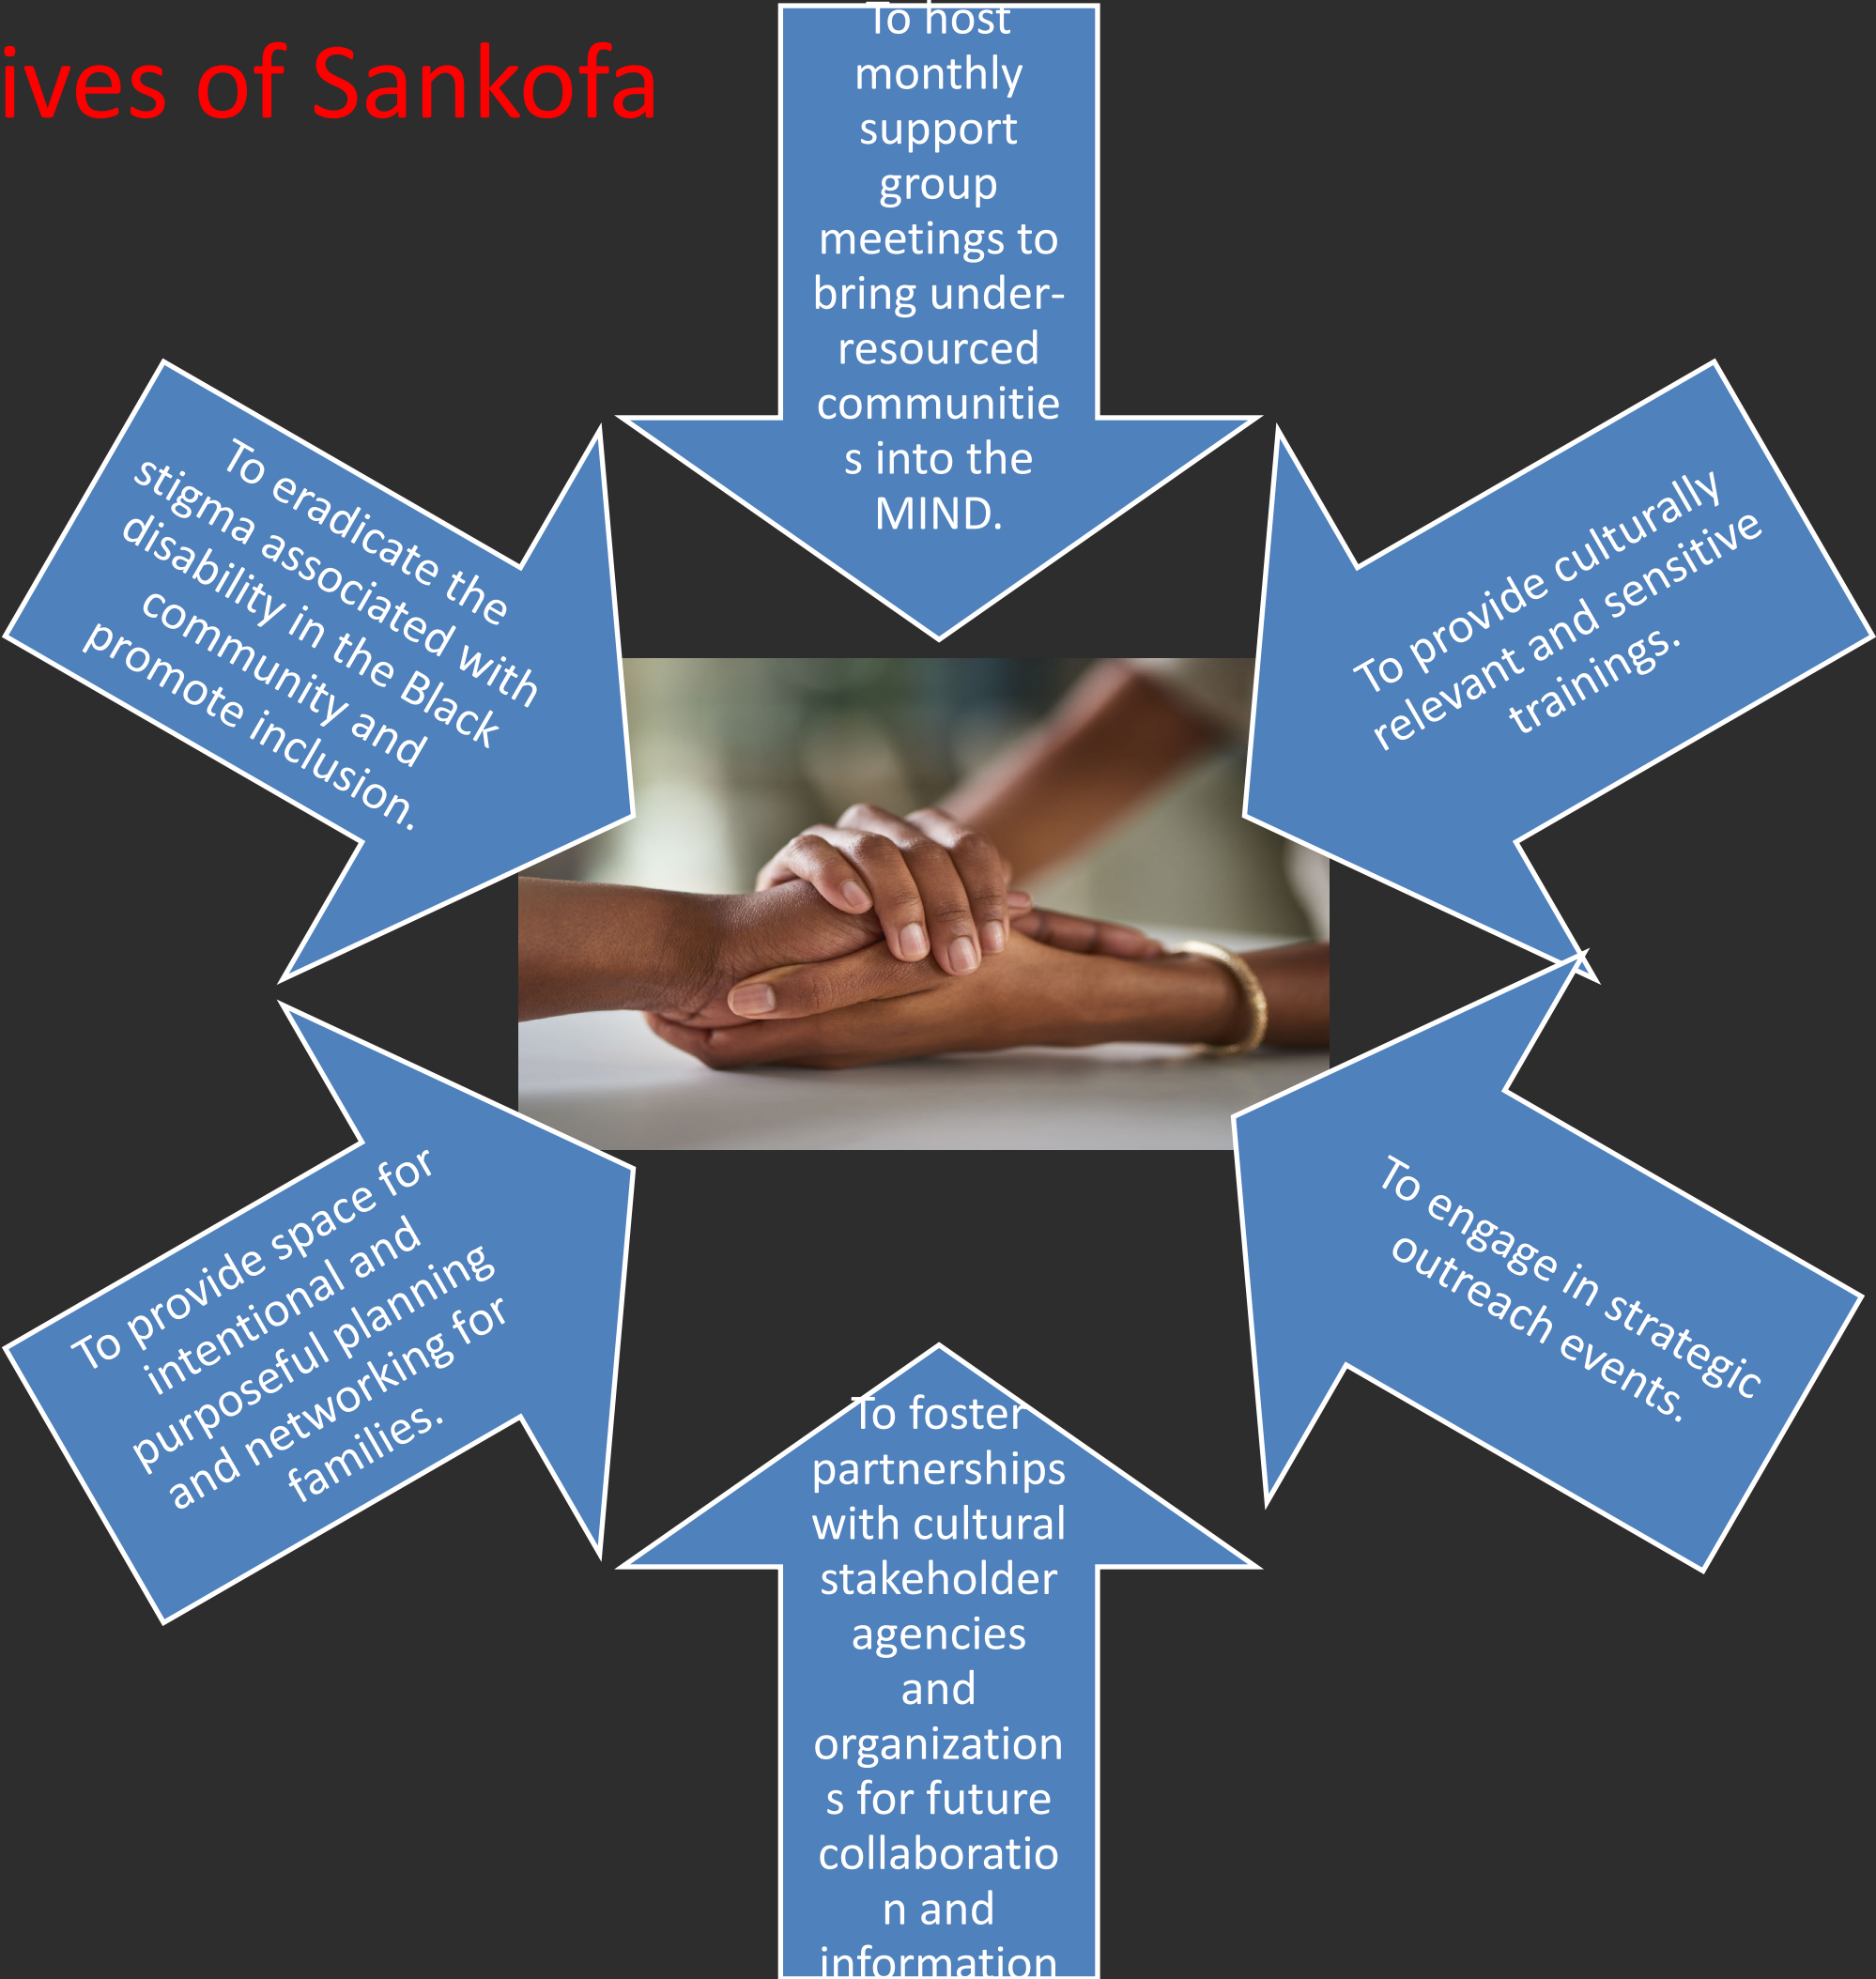 ives of Sankofa
To host
monthly
support
group
meetings to
bring under-
resourced
communitie
s into the
MIND.
To provide culturally
relevant and sensitive
trainings.
To engage in strategic
outreach events.
To foster
partnerships
with cultural
stakeholder
agencies
and
organization
s for future
collaboratio
n and
information
To provide space for
intentional and
purposeful planning
and networking for
families.
To eradicate the
stigma associated with
disability in the Black
community and
promote inclusion.